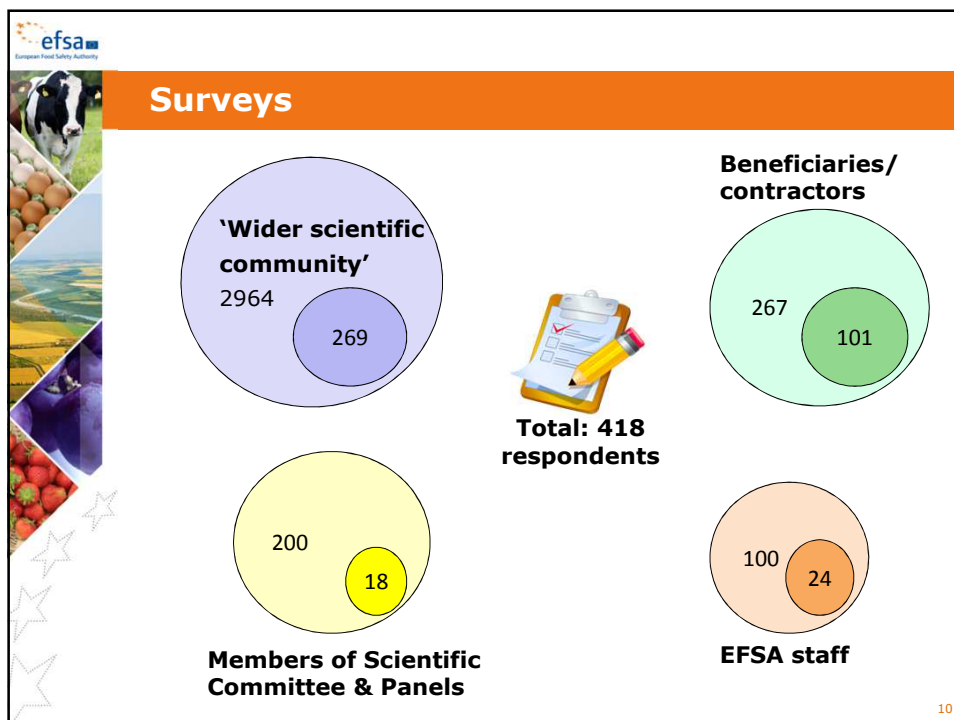 efsa
European Food Safety Authority
Surveys
‘Wider scientific
community’
2964
269
Beneficiaries/
contractors
267
101
Total: 418
respondents
200
18
Members of Scientific
Committee & Panels
100
24
EFSA staff
10